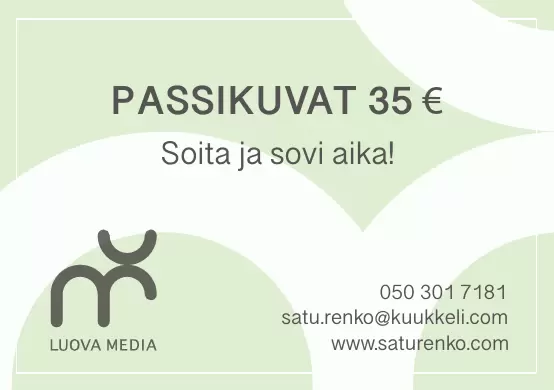 PASSIKUVAT 35 €
Soita ja sovi aika!
LUOVA MEDIA
050 301 7181
satu.renko@kuukkeli.com
www.saturenko.com